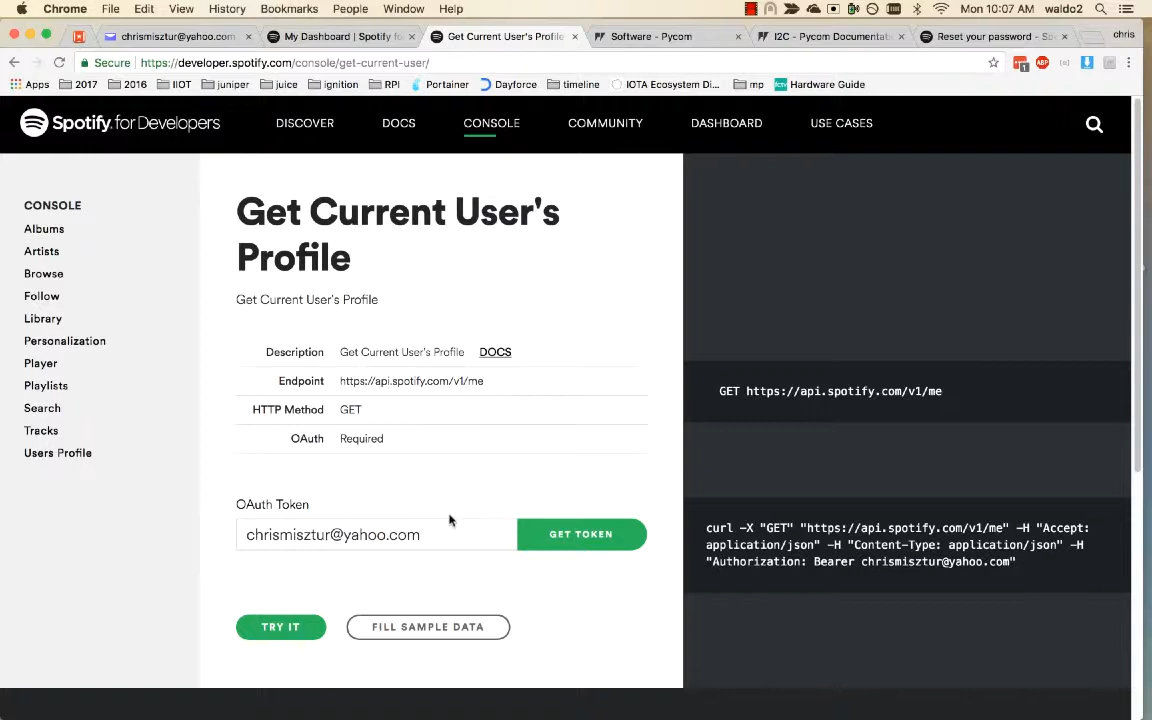 Chrome File Edit View History Bookmarks People Window Help Mon 10:07 AM waldo2
chrismisztur@yahoo.com My Dashboard | Spotify fo Get Current User's Profile Software - Pycom I2C - Pycom Documentati Reset your password - Sp chris
Secure https://developer.spotify.com/console/get-current-user/ 1 ABP
Apps 2017 2016 IIOT juniper juice ignition RPI Portainer Dayforce timeline IOTA Ecosystem Di... mp Hardware Guide
Spotify for Developers DISCOVER DOCS CONSOLE COMMUNITY DASHBOARD USE CASES
CONSOLE
Albums
Artists
Browse
Follow
Library
Personalization
Player
Playlists
Search
Tracks
Users Profile
Get Current User's
Profile
Get Current User's Profile
Description Get Current User's Profile DOCS
Endpoint https://api.spotify.com/v1/me
HTTP Method GET
OAuth Required
OAuth Token
chrismisztur@yahoo.com GET TOKEN
TRY IT FILL SAMPLE DATA
GET https://api.spotify.com/v1/me
curl -X "GET" "https://api.spotify.com/v1/me" -H "Accept:
application/json" -H "Content-Type: application/json" -H
"Authorization: Bearer chrismisztur@yahoo.com"